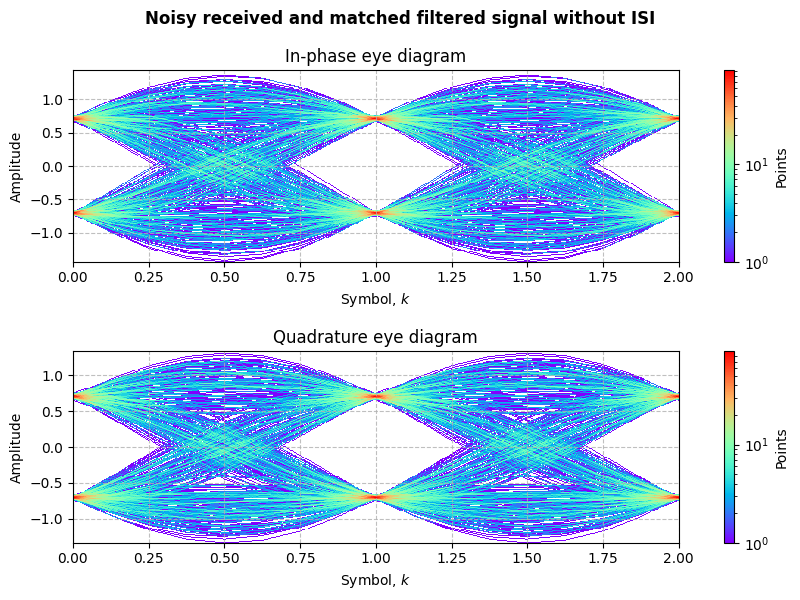 Noisy received and matched filtered signal without ISI
In-phase eye diagram
Amplitude
1.0
0.5
0.0
−0.5
−1.0
0.00 0.25 0.50 0.75 1.00 1.25 1.50 1.75 2.00
Symbol, k
10¹
10⁰
Points
Quadrature eye diagram
Amplitude
1.0
0.5
0.0
−0.5
−1.0
0.00 0.25 0.50 0.75 1.00 1.25 1.50 1.75 2.00
Symbol, k
10¹
10⁰
Points